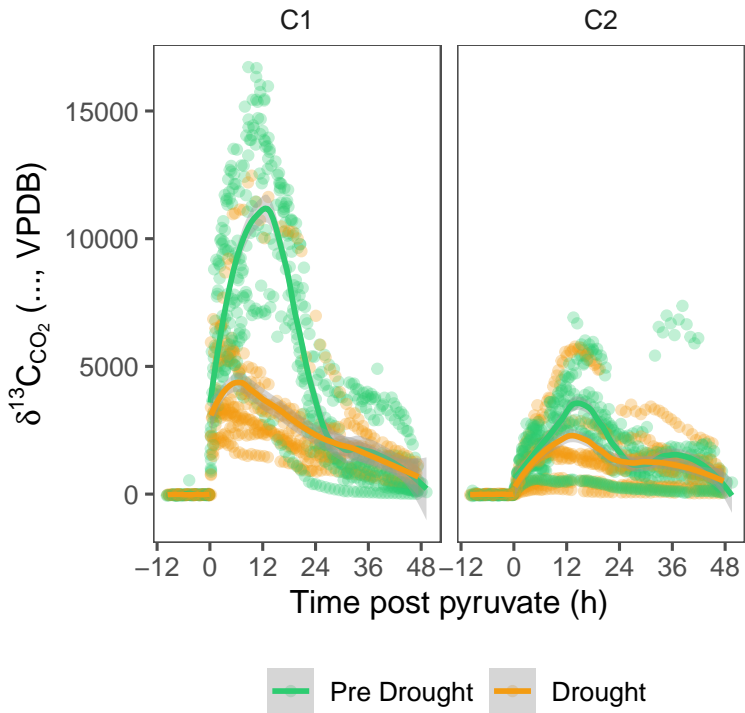 C1 C2
15000
10000
5000
0
δ¹³C_CO₂ (..., VPDB)
−12 0 12 24 36 48 −12 0 12 24 36 48
Time post pyruvate (h)
Pre Drought Drought